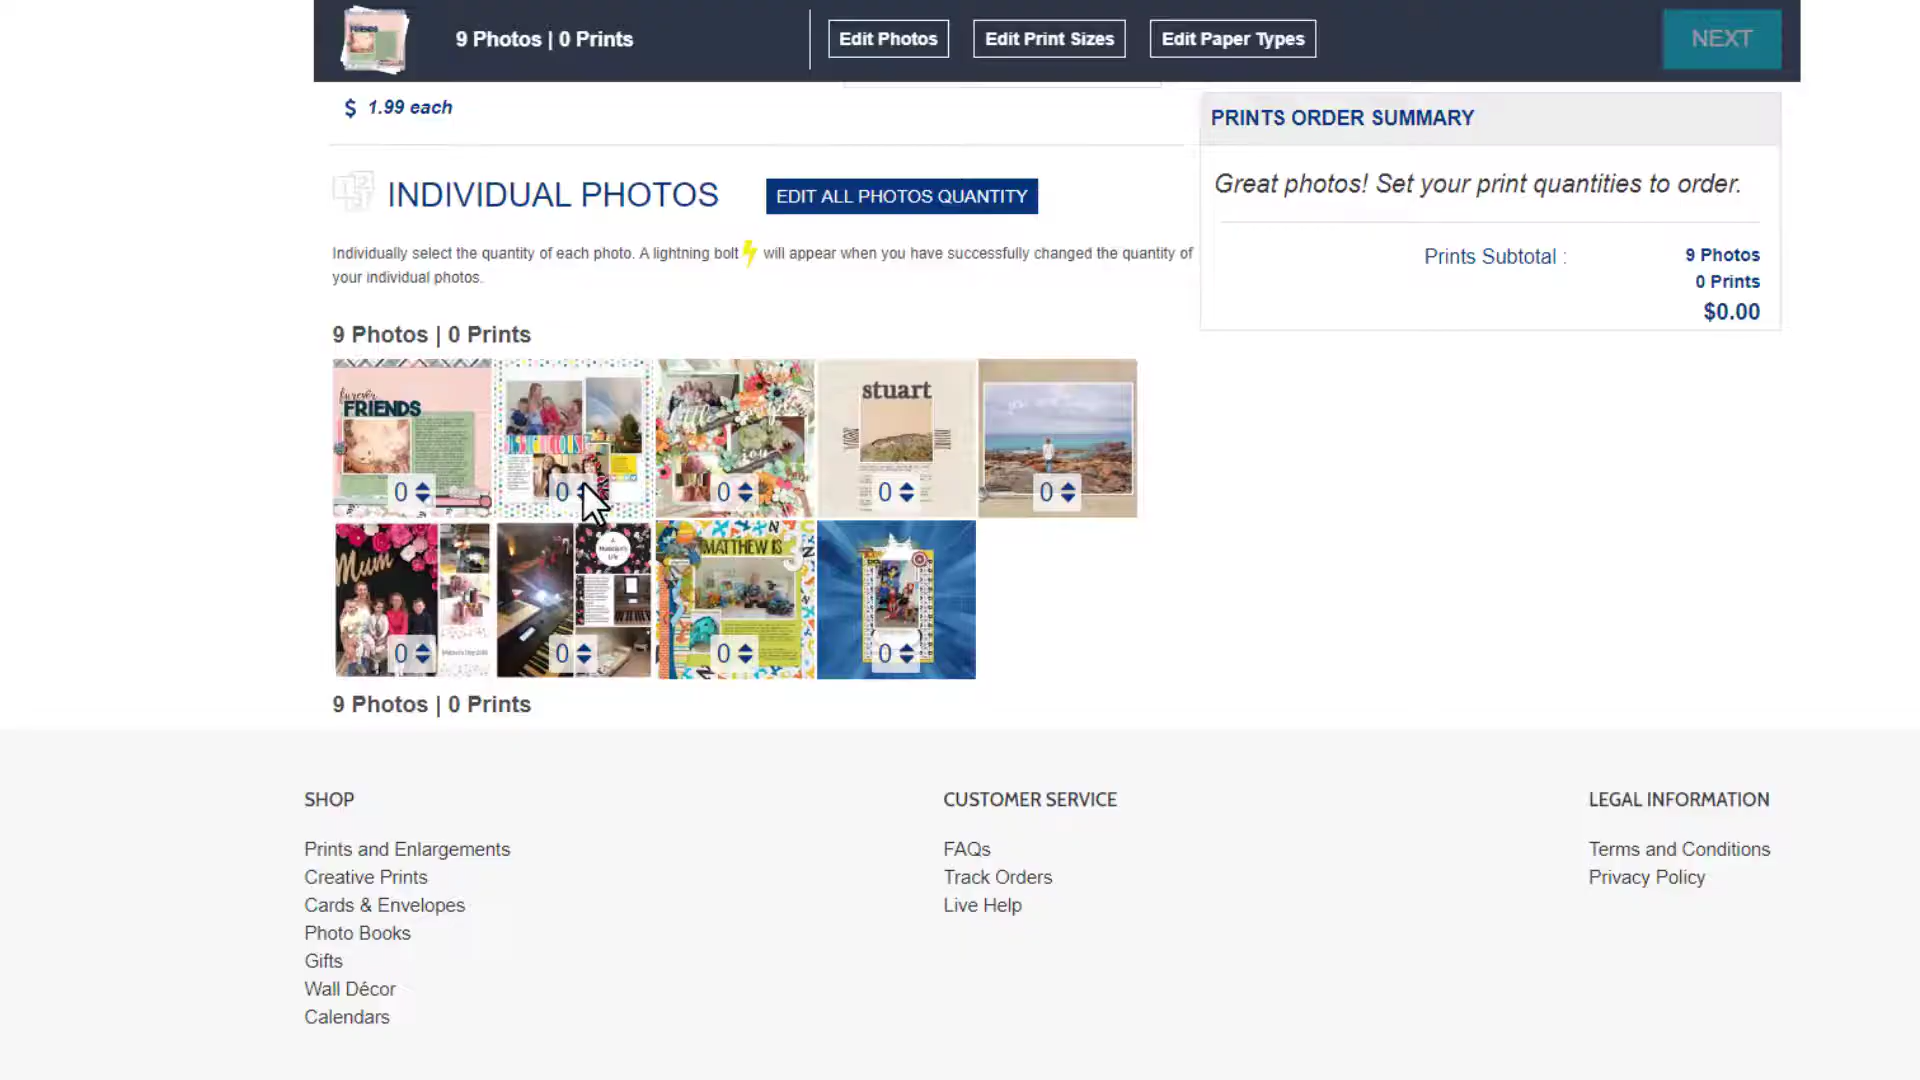 9 Photos | 0 Prints
Edit Photos
Edit Print Sizes
Edit Paper Types
NEXT
$ 1.99 each
PRINTS ORDER SUMMARY
Great photos! Set your print quantities to order.
Prints Subtotal :
9 Photos
0 Prints
$0.00
INDIVIDUAL PHOTOS
EDIT ALL PHOTOS QUANTITY
Individually select the quantity of each photo. A lightning bolt will appear when you have successfully changed the quantity of
your individual photos.
9 Photos | 0 Prints
forever
FRIENDS
stuart
joy
0
0
0
0
0
Mum
A
Musician's
Life
MATTHEW IS
0
0
0
0
9 Photos | 0 Prints
SHOP
Prints and Enlargements
Creative Prints
Cards & Envelopes
Photo Books
Gifts
Wall Décor
Calendars
CUSTOMER SERVICE
FAQs
Track Orders
Live Help
LEGAL INFORMATION
Terms and Conditions
Privacy Policy